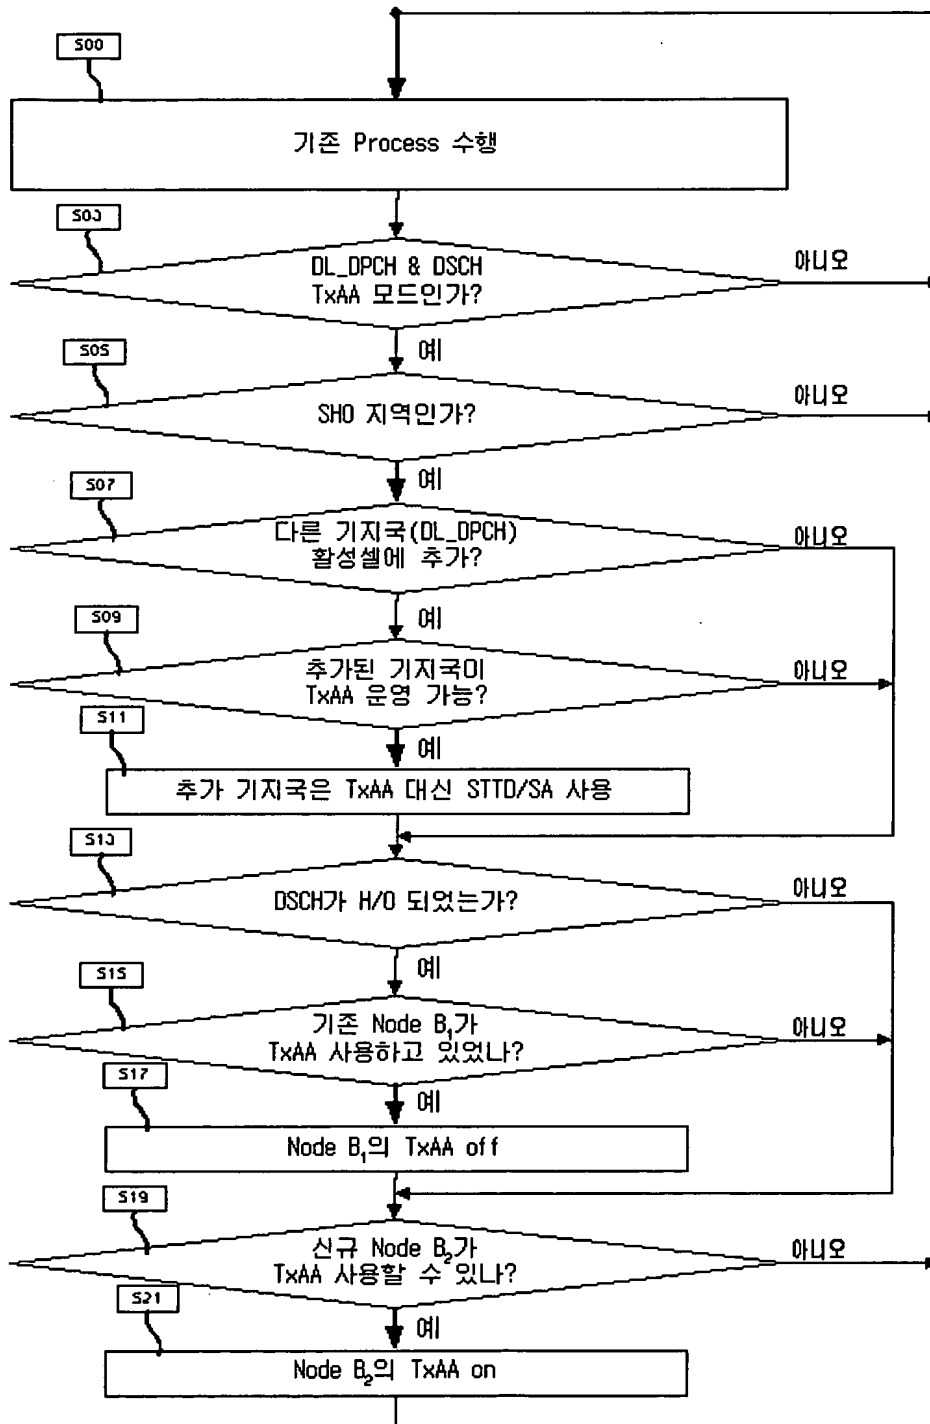 S00
기존 Process 수행
S03
DL_DPCH & DSCH
TxAA 모드인가?
아니오
예
S05
SHO 지역인가?
아니오
예
S07
다른 기지국(DL_DPCH)
활성셀에 추가?
아니오
예
S09
추가된 기지국이
TxAA 운영 가능?
아니오
예
S11
추가 기지국은 TxAA 대신 STTD/SA 사용
S13
DSCH가 H/O 되었는가?
아니오
예
S15
기존 Node B₁가
TxAA 사용하고 있었나?
아니오
예
S17
Node B₁의 TxAA off
S19
신규 Node B₂가
TxAA 사용할 수 있나?
아니오
예
S21
Node B₂의 TxAA on